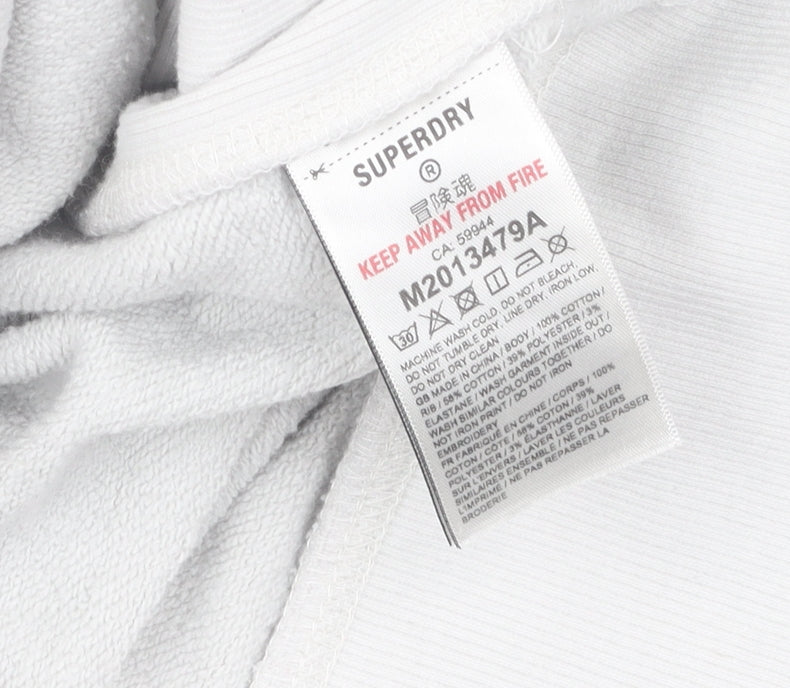 SUPERDRY
®
冒険魂
KEEP AWAY FROM FIRE
CA: 59944
M2013479A
30
MACHINE WASH COLD. DO NOT BLEACH.
DO NOT TUMBLE DRY. LINE DRY. IRON LOW.
DO NOT DRY CLEAN
GB MADE IN CHINA / BODY / 100% COTTON /
RIB / 58% COTTON / 39% POLYESTER / 3%
ELASTANE / WASH GARMENT INSIDE OUT /
WASH SIMILAR COLOURS TOGETHER / DO
NOT IRON PRINT / DO NOT IRON
EMBROIDERY
FR FABRIQUÉ EN CHINE / CORPS / 100%
COTON / CÔTE / 58% COTON / 39%
POLYESTER / 3% ÉLASTHANNE / LAVER
SUR L'ENVERS / LAVER LES COULEURS
SIMILAIRES ENSEMBLE / NE PAS REPASSER
L'IMPRIMÉ / NE PAS REPASSER LA
BRODERIE